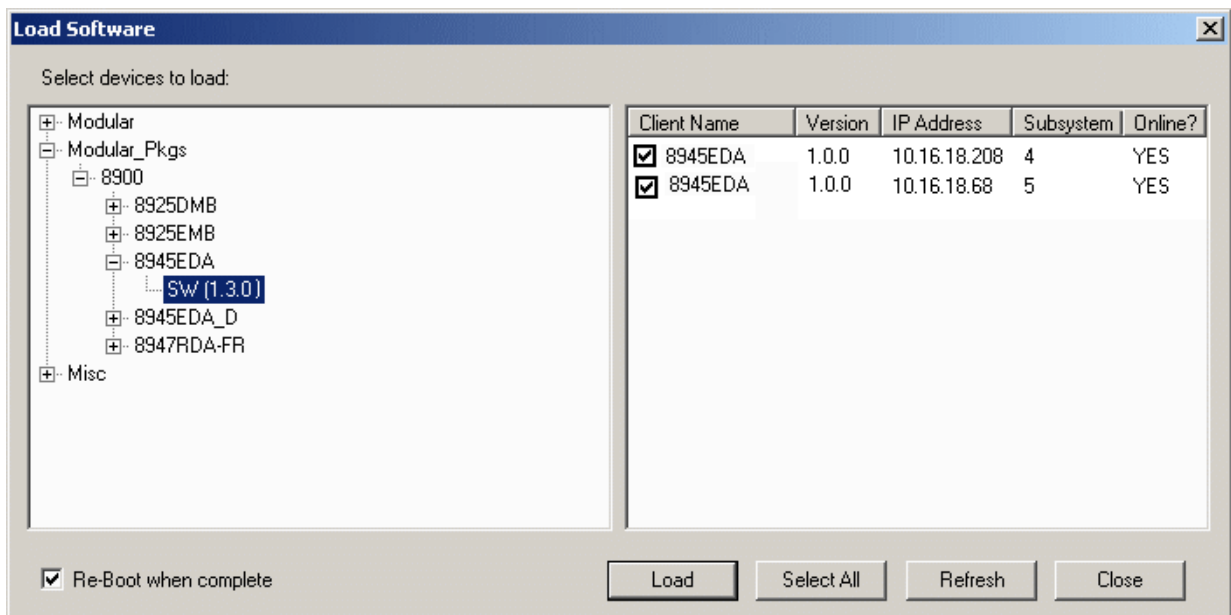 Load Software
Select devices to load:
Modular
Modular_Pkgs
8900
8925DMB
8925EMB
8945EDA
SW (1.3.0)
8945EDA_D
8947RDA-FR
Misc
Client Name Version IP Address Subsystem Online?
8945EDA 1.0.0 10.16.18.208 4 YES
8945EDA 1.0.0 10.16.18.68 5 YES
Re-Boot when complete
Load Select All Refresh Close